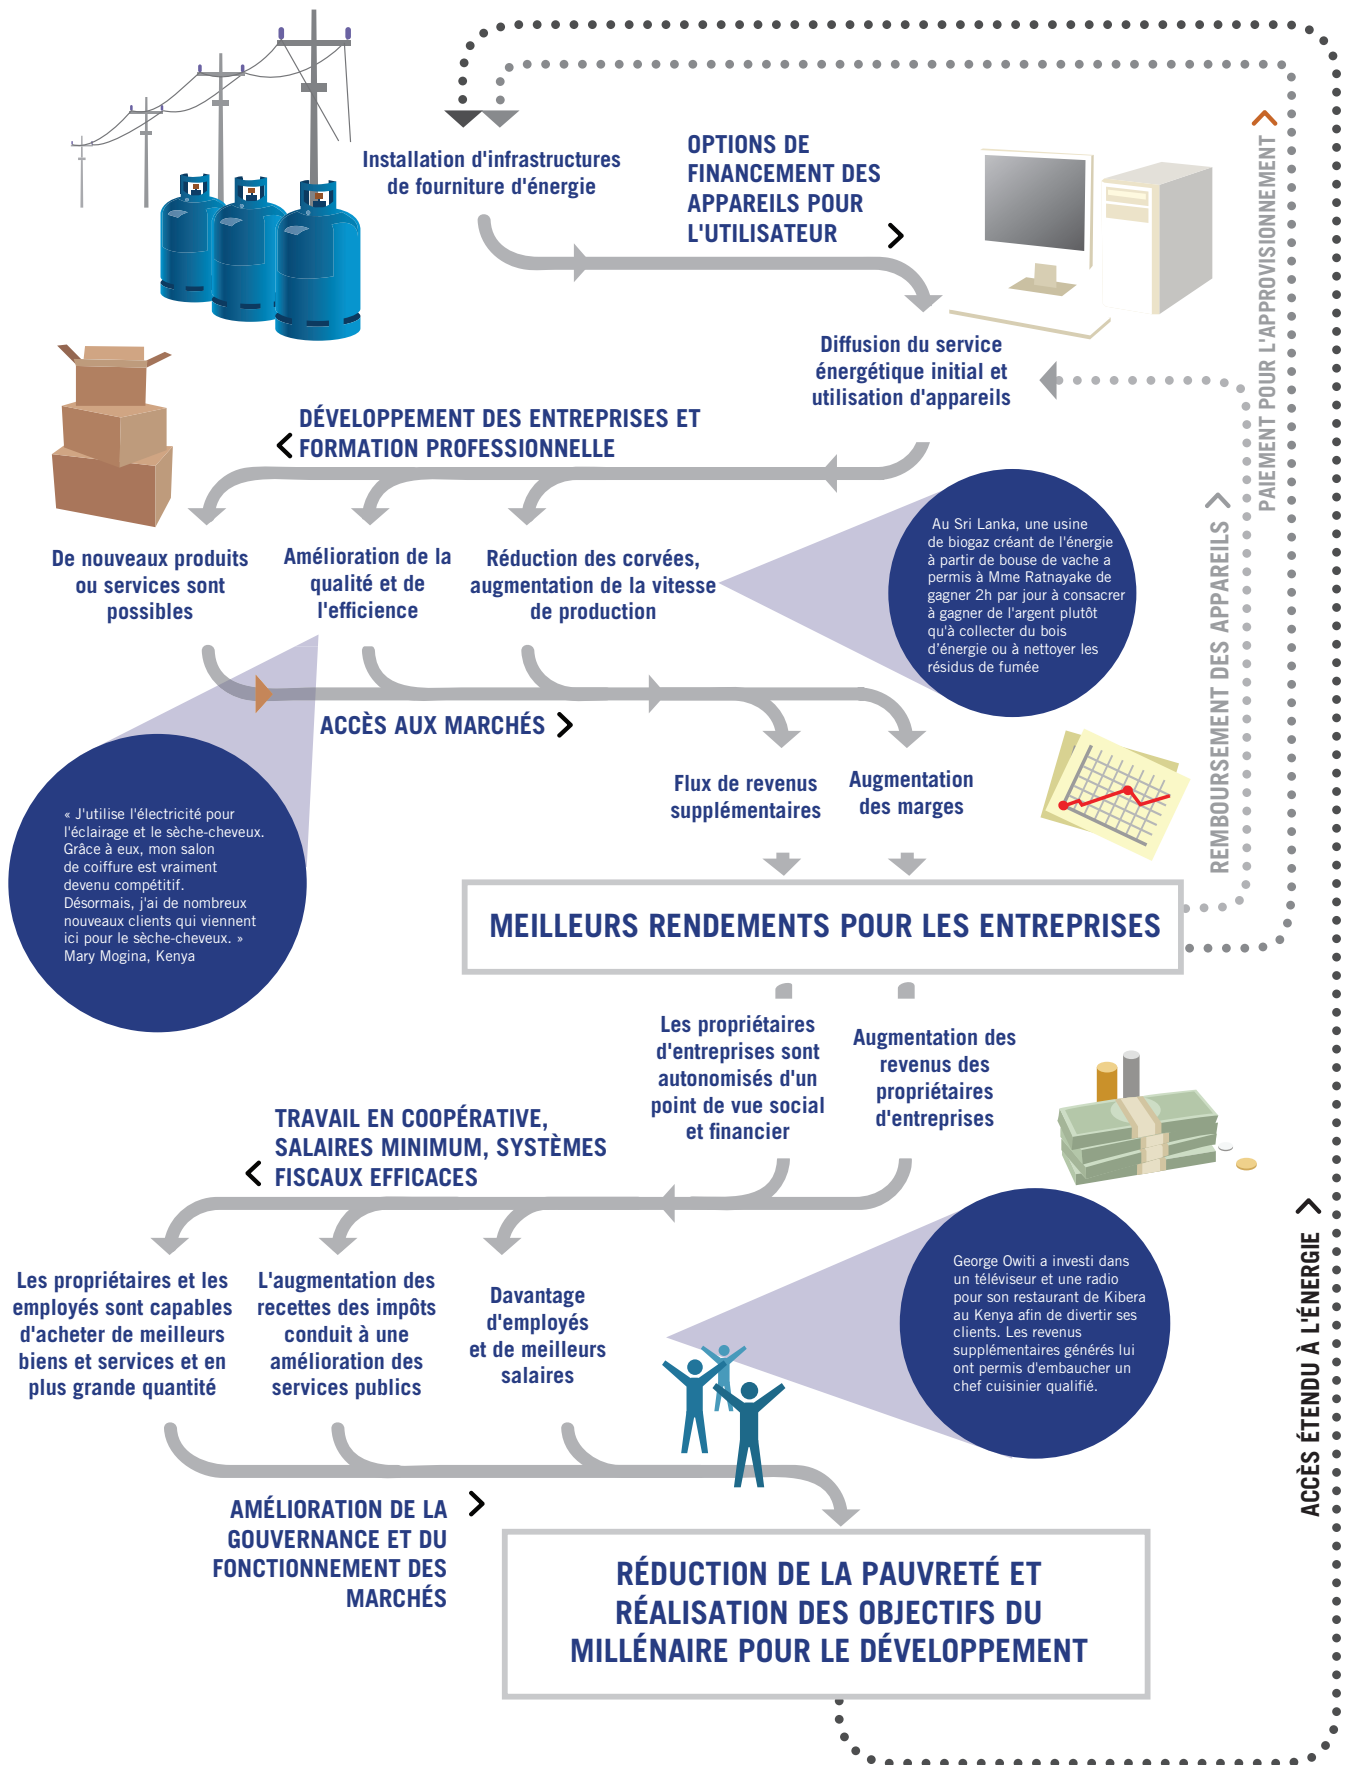 Installation d'infrastructures
de fourniture d'énergie
OPTIONS DE
FINANCEMENT DES
APPAREILS POUR
L'UTILISATEUR
Diffusion du service
énergétique initial et
utilisation d'appareils
DÉVELOPPEMENT DES ENTREPRISES ET
FORMATION PROFESSIONNELLE
De nouveaux produits
ou services sont
possibles
Amélioration de la
qualité et de
l'efficience
Réduction des corvées,
augmentation de la vitesse
de production
Au Sri Lanka, une usine
de biogaz créant de l'énergie
à partir de bouse de vache a
permis à Mme Ratnayake de
gagner 2h par jour à consacrer
à gagner de l'argent plutôt
qu'à collecter du bois
d'énergie ou à nettoyer les
résidus de fumée
ACCÈS AUX MARCHÉS
« J'utilise l'électricité pour
l'éclairage et le sèche-cheveux.
Grâce à eux, mon salon
de coiffure est vraiment
devenu compétitif.
Désormais, j'ai de nombreux
nouveaux clients qui viennent
ici pour le sèche-cheveux. »
Mary Mogina, Kenya
Flux de revenus
supplémentaires
Augmentation
des marges
MEILLEURS RENDEMENTS POUR LES ENTREPRISES
REMBOURSEMENT DES APPAREILS
PAIEMENT POUR L'APPROVISIONNEMENT
Les propriétaires
d'entreprises sont
autonomisés d'un
point de vue social
et financier
Augmentation des
revenus des
propriétaires
d'entreprises
TRAVAIL EN COOPÉRATIVE,
SALAIRES MINIMUM, SYSTÈMES
FISCAUX EFFICACES
Les propriétaires et les
employés sont capables
d'acheter de meilleurs
biens et services et en
plus grande quantité
L'augmentation des
recettes des impôts
conduit à une
amélioration des
services publics
Davantage
d'employés
et de meilleurs
salaires
George Owiti a investi dans
un téléviseur et une radio
pour son restaurant de Kibera
au Kenya afin de divertir ses
clients. Les revenus
supplémentaires générés lui
ont permis d'embaucher un
chef cuisinier qualifié.
ACCÈS ÉTENDU À L'ÉNERGIE
AMÉLIORATION DE LA
GOUVERNANCE ET DU
FONCTIONNEMENT DES
MARCHÉS
RÉDUCTION DE LA PAUVRETÉ ET
RÉALISATION DES OBJECTIFS DU
MILLÉNAIRE POUR LE DÉVELOPPEMENT